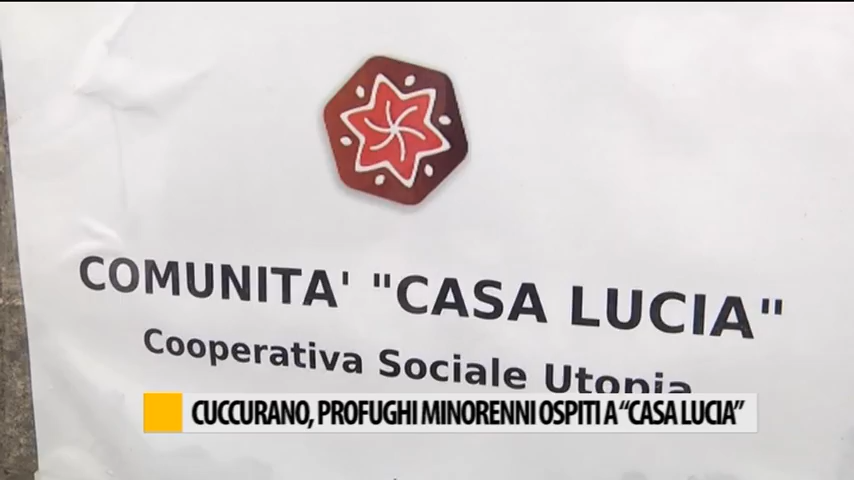 COMUNITA' "CASA LUCIA"
Cooperativa Sociale Utopia
CUCCURANO, PROFUGHI MINORENNI OSPITI A “CASA LUCIA”